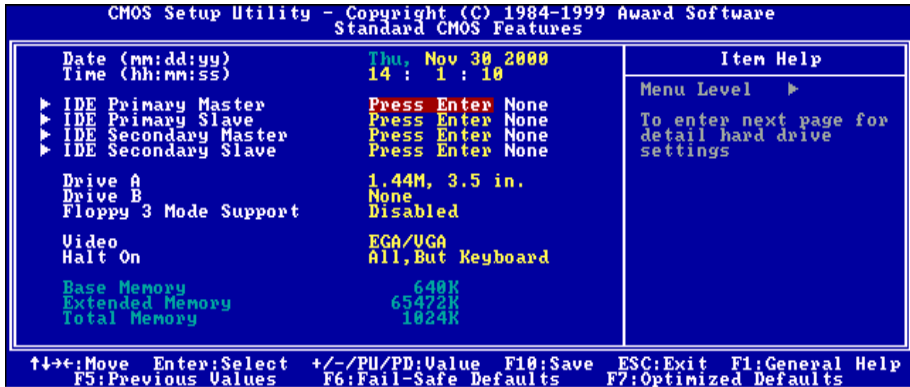 CMOS Setup Utility - Copyright (C) 1984-1999 Award Software
Standard CMOS Features
Date (mm:dd:yy) Thu, Nov 30 2000
Time (hh:mm:ss) 14 : 1 : 10
► IDE Primary Master Press Enter None
► IDE Primary Slave Press Enter None
► IDE Secondary Master Press Enter None
► IDE Secondary Slave Press Enter None
Drive A 1.44M, 3.5 in.
Drive B None
Floppy 3 Mode Support Disabled
Video EGA/VGA
Halt On All,But Keyboard
Base Memory 640K
Extended Memory 65472K
Total Memory 1024K
Item Help
Menu Level ►
To enter next page for
detail hard drive
settings
↑↓→←:Move Enter:Select +/-/PU/PD:Value F10:Save ESC:Exit F1:General Help
F5:Previous Values F6:Fail-Safe Defaults F7:Optimized Defaults